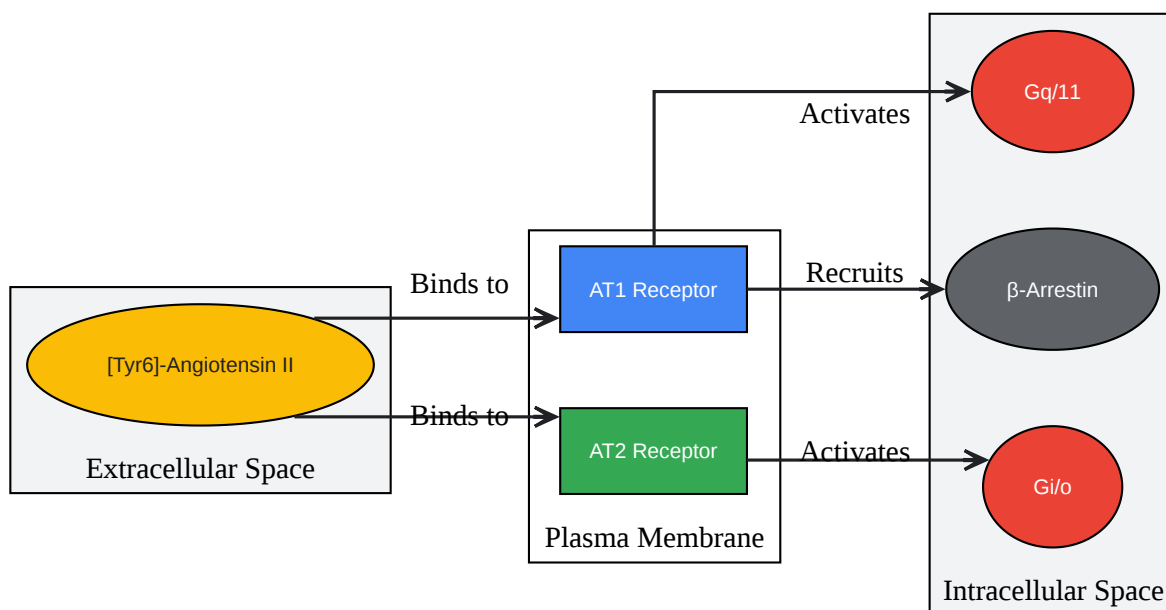 Gq/11
Activates
Binds to
AT1 Receptor
Recruits
β-Arrestin
[Tyr6]-Angiotensin II
Extracellular Space
Binds to
AT2 Receptor
Activates
Gi/o
Plasma Membrane
Intracellular Space